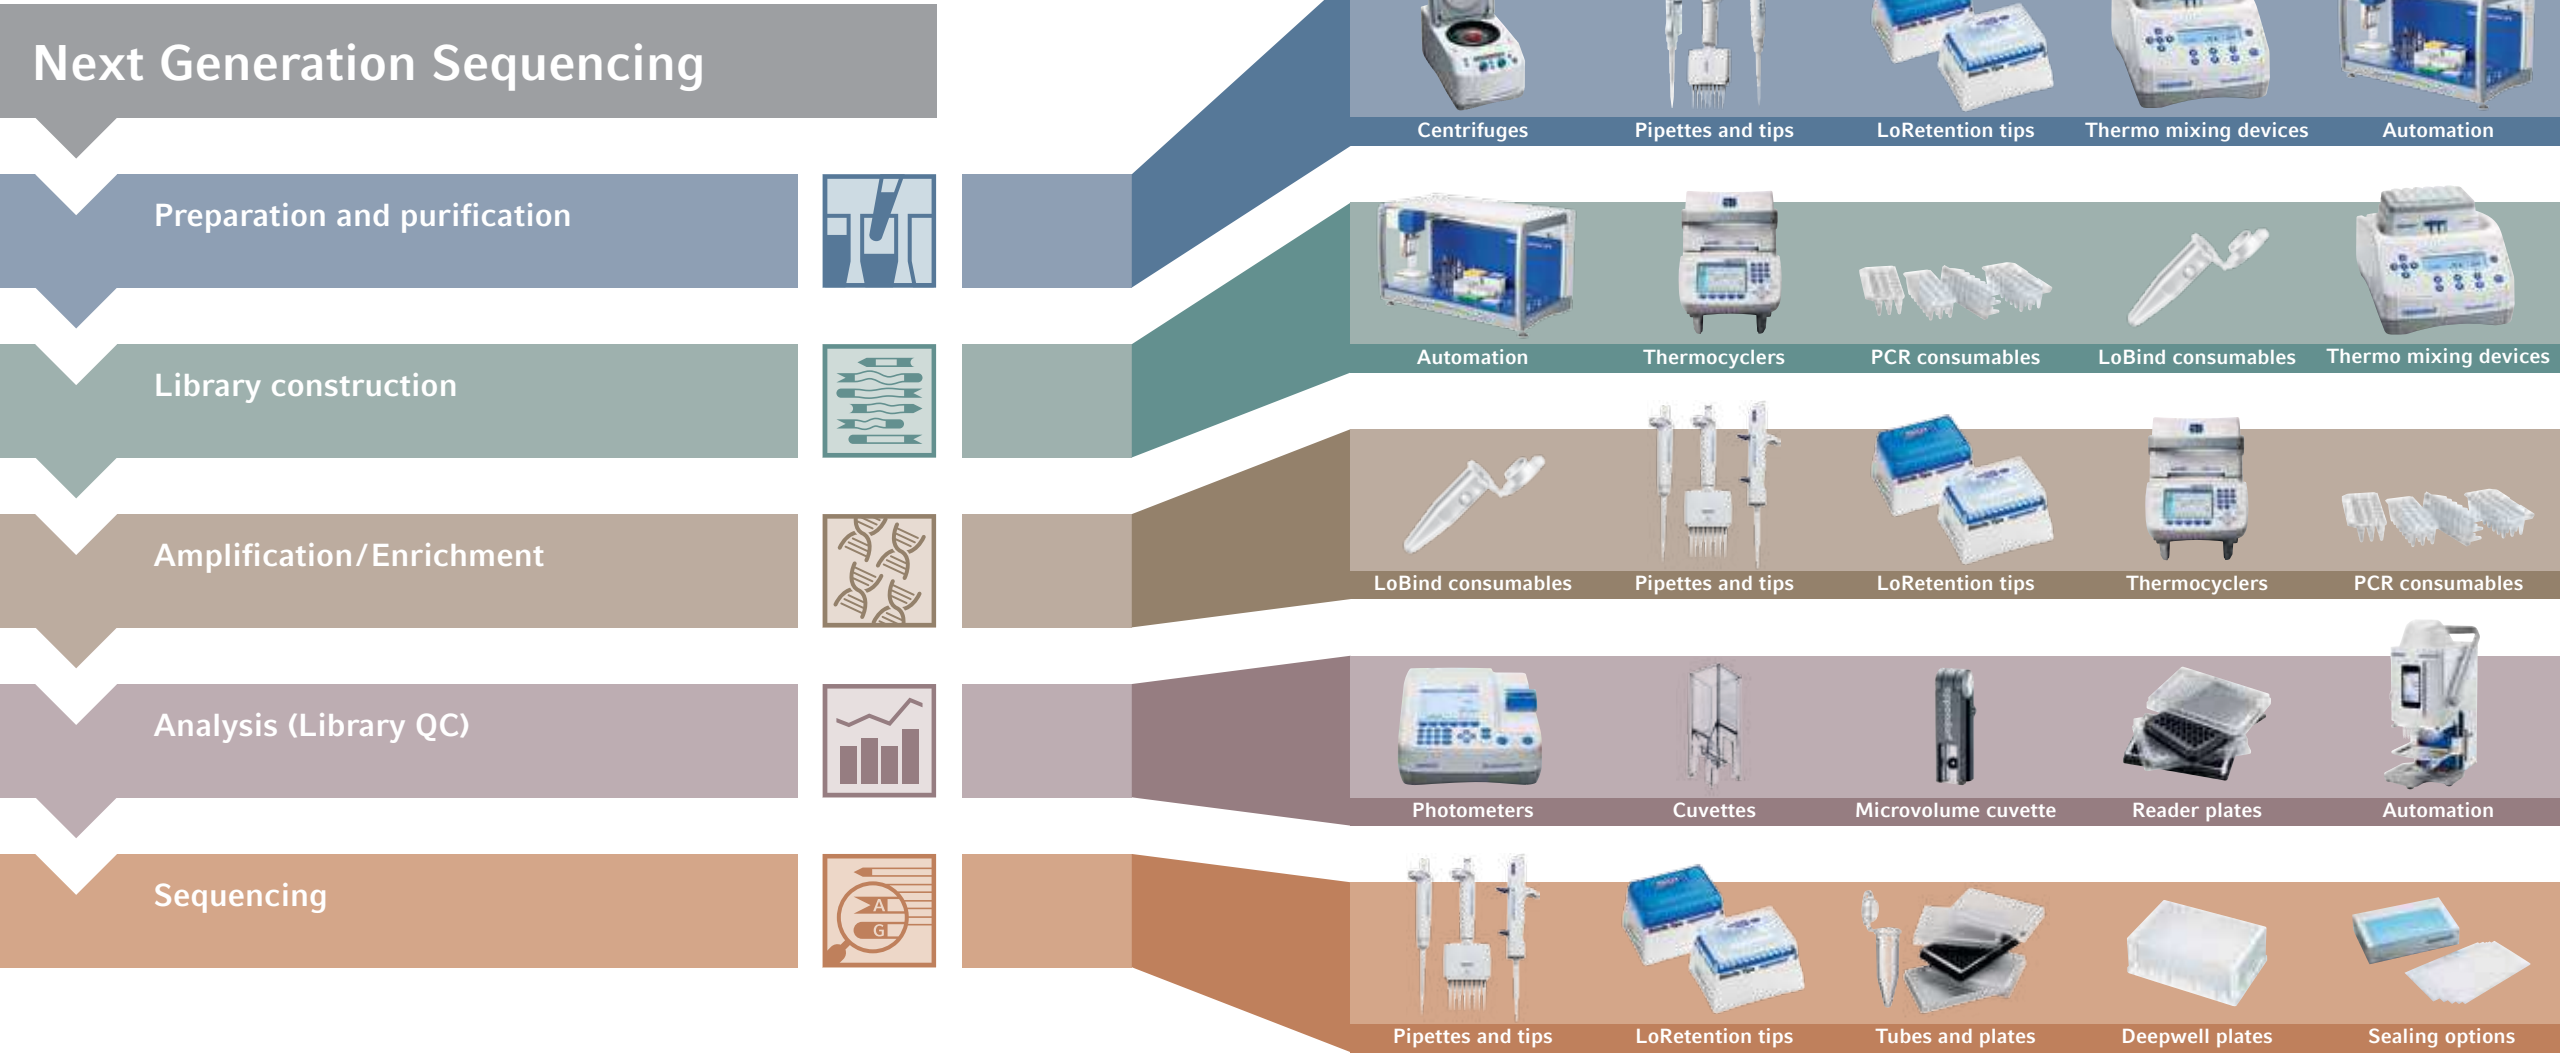 Next Generation Sequencing
Centrifuges
Pipettes and tips
LoRetention tips
Thermo mixing devices
Automation
Preparation and purification
Library construction
Automation
Thermocyclers
PCR consumables
LoBind consumables
Thermo mixing devices
Amplification/Enrichment
LoBind consumables
Pipettes and tips
LoRetention tips
Thermocyclers
PCR consumables
Analysis (Library QC)
Photometers
Cuvettes
Microvolume cuvette
Reader plates
Automation
Sequencing
A
G
Pipettes and tips
LoRetention tips
Tubes and plates
Deepwell plates
Sealing options